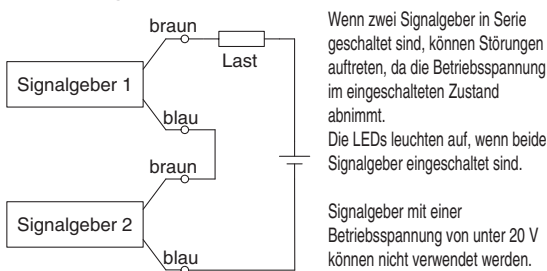 braun
Last
Signalgeber 1
blau
braun
Signalgeber 2
blau
Wenn zwei Signalgeber in Serie
geschaltet sind, können Störungen
auftreten, da die Betriebsspannung
im eingeschalteten Zustand
abnimmt.
Die LEDs leuchten auf, wenn beide
Signalgeber eingeschaltet sind.
Signalgeber mit einer
Betriebsspannung von unter 20 V
können nicht verwendet werden.